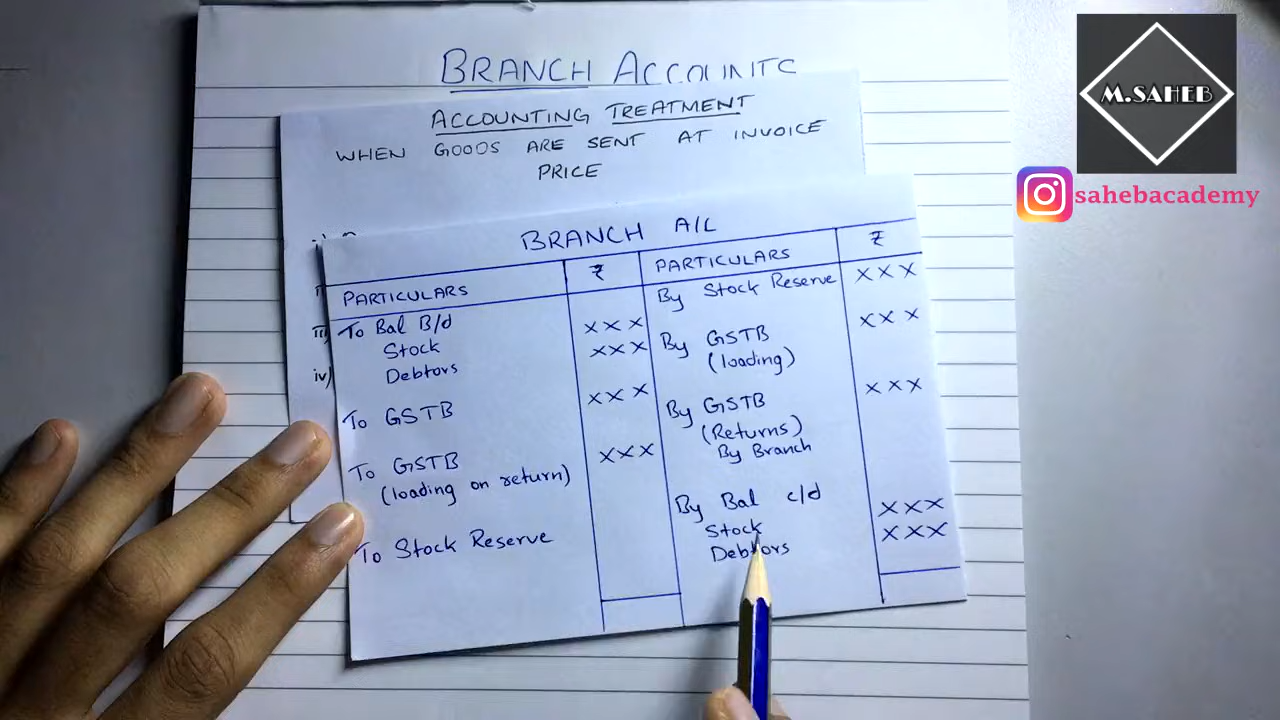 BRANCH ACCOUNTS
ACCOUNTING TREATMENT
WHEN GOODS ARE SENT AT INVOICE
PRICE
M.SAHEB
sahebacademy
BRANCH A/C
PARTICULARS ₹ PARTICULARS ₹
To Bal B/d
Stock XXX
Debtors XXX
To GSTB XXX
To GSTB XXX
(loading on return)
To Stock Reserve
By Stock Reserve XXX
By GSTB XXX
(loading)
By GSTB XXX
(Returns)
By Branch
By Bal c/d
Stock XXX
Debtors XXX
iv)